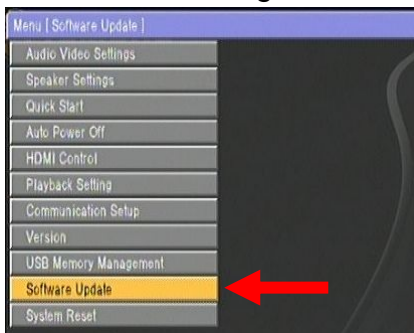 Menu [ Software Update ]
Audio Video Settings
Speaker Settings
Quick Start
Auto Power Off
HDMI Control
Playback Setting
Communication Setup
Version
USB Memory Management
Software Update
System Reset